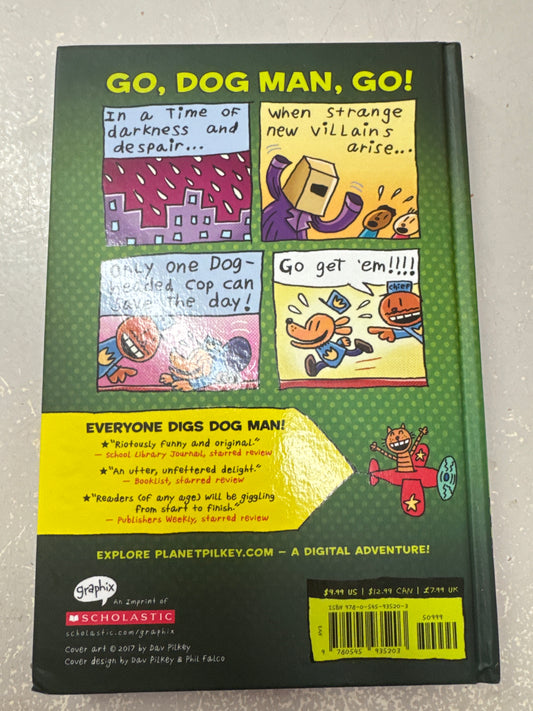 GO, DOG MAN, GO!
In a Time of
darkness and
despair...
When strange
new villains
arise...
only one Dog-
headed cop can
save the day!
Go get 'em!!!!
chief
EVERYONE DIGS DOG MAN!
★"Riotously funny and original."
— School Library Journal, starred review
★"An utter, unfettered delight."
— Booklist, starred review
★"Readers (of any age) will be giggling
from start to finish."
— Publishers Weekly, starred review
EXPLORE PLANETPILKEY.COM — A DIGITAL ADVENTURE!
graphix
An Imprint of
SCHOLASTIC
scholastic.com/graphix
Cover art © 2017 by Dav Pilkey
Cover design by Dav Pilkey & Phil Falco
$9.99 US | $12.99 CAN | £7.99 UK
ISBN 978-0-545-93520-3
50999
9 780545 935203